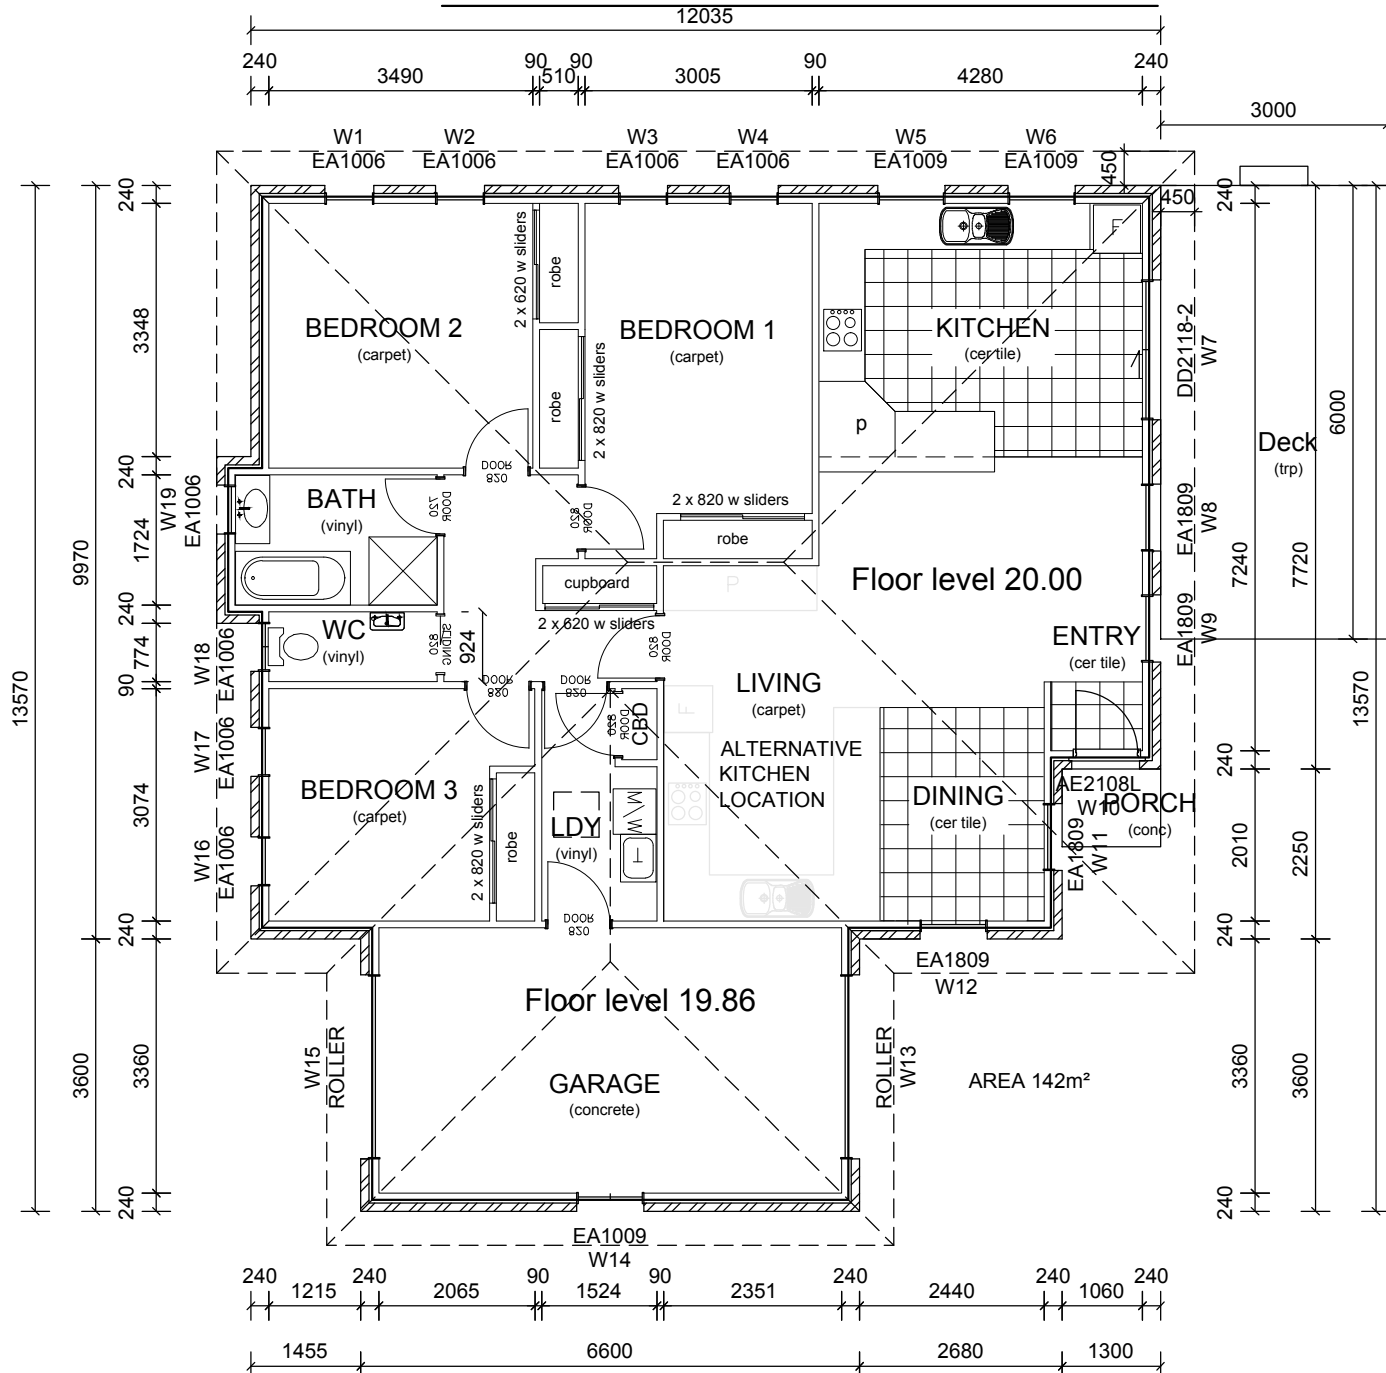 12035
240 3490 90 510 90 3005 90 4280 240
3000
W1 W2 W3 W4 W5 W6
EA1006 EA1006 EA1006 EA1006 EA1009 EA1009
450
450
240
3348
240
1724
240
774
90
3074
240
3360
240
9970
3600
13570
BEDROOM 2
(carpet)
2 x 620 w sliders
robe
robe
2 x 820 w sliders
BEDROOM 1
(carpet)
KITCHEN
(cer tile)
F
p
DD2118-2
W7
Deck
(trp)
6000
W19
EA1006
BATH
(vinyl)
DOOR
720
DOOR
820
DOOR
820
2 x 820 w sliders
robe
cupboard
2 x 620 w sliders
P
Floor level 20.00
EA1809
W8
EA1809
W9
W18
EA1006
WC
(vinyl)
SLIDING
820
924
DOOR
820
ENTRY
(cer tile)
LIVING
(carpet)
F
ALTERNATIVE
KITCHEN
LOCATION
W17
EA1006
W16
EA1006
BEDROOM 3
(carpet)
DOOR
820
DOOR
820
DOOR
820
CBD
2 x 820 w sliders
robe
LDY
(vinyl)
M/W
T
DOOR
820
DINING
(cer tile)
AE2108L
W10
PORCH
(conc)
EA1809
W11
EA1809
W12
Floor level 19.86
W15
ROLLER
ROLLER
W13
GARAGE
(concrete)
AREA 142m²
EA1009
W14
240
7240
240
2010
240
3360
240
7720
2250
3600
13570
240 1215 240 2065 90 1524 90 2351 240 2440 240 1060 240
1455 6600 2680 1300